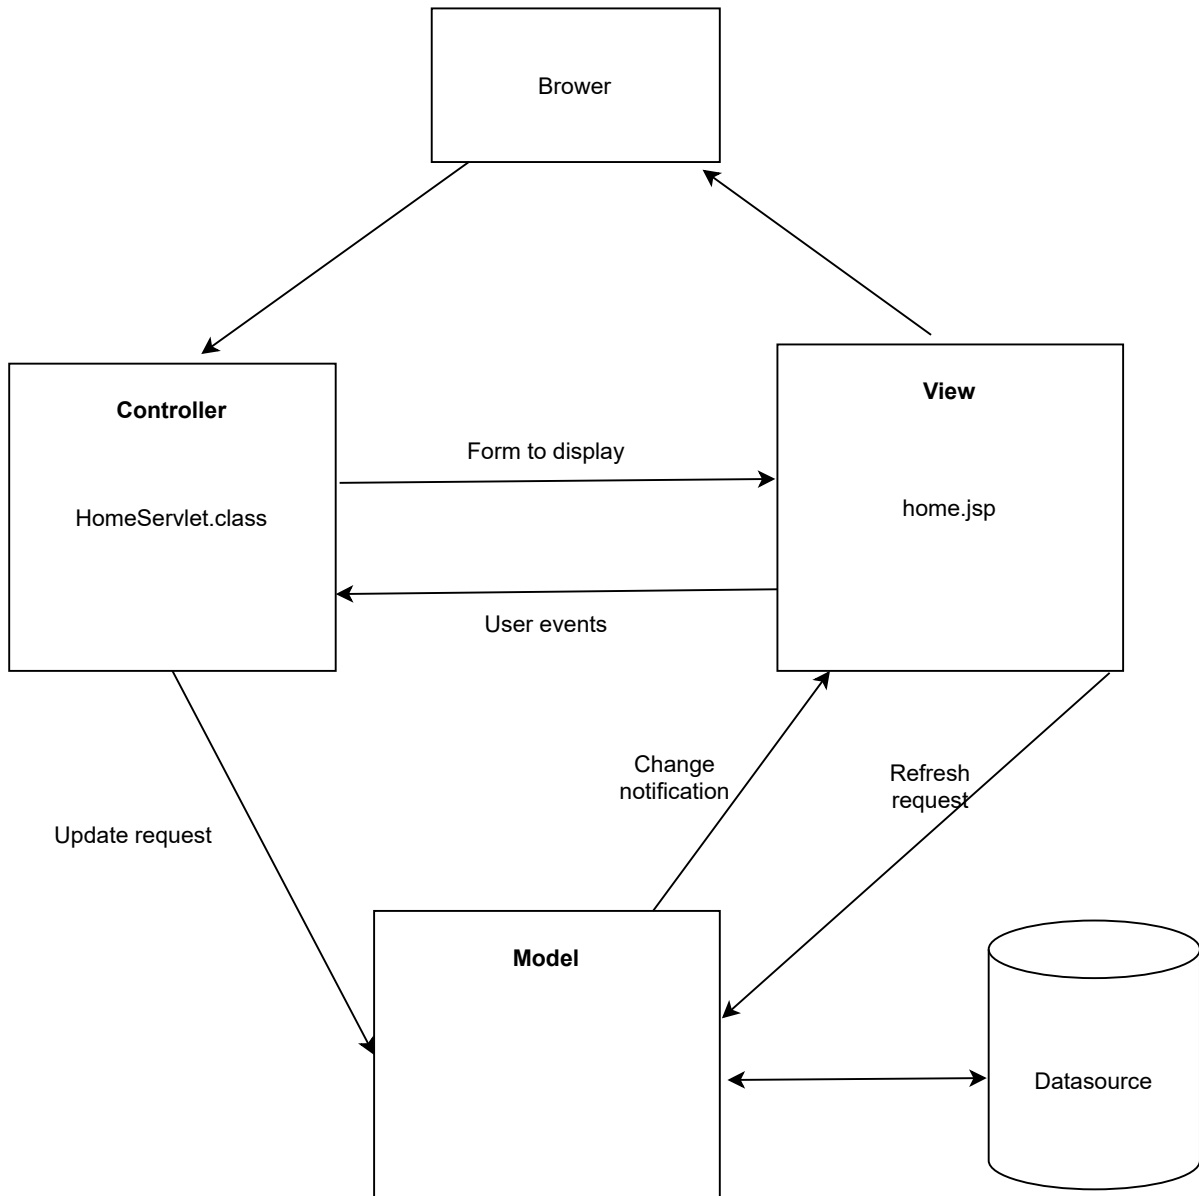 Brower
Controller
HomeServlet.class
Form to display
User events
View
home.jsp
Update request
Change
notification
Refresh
request
Model
Datasource